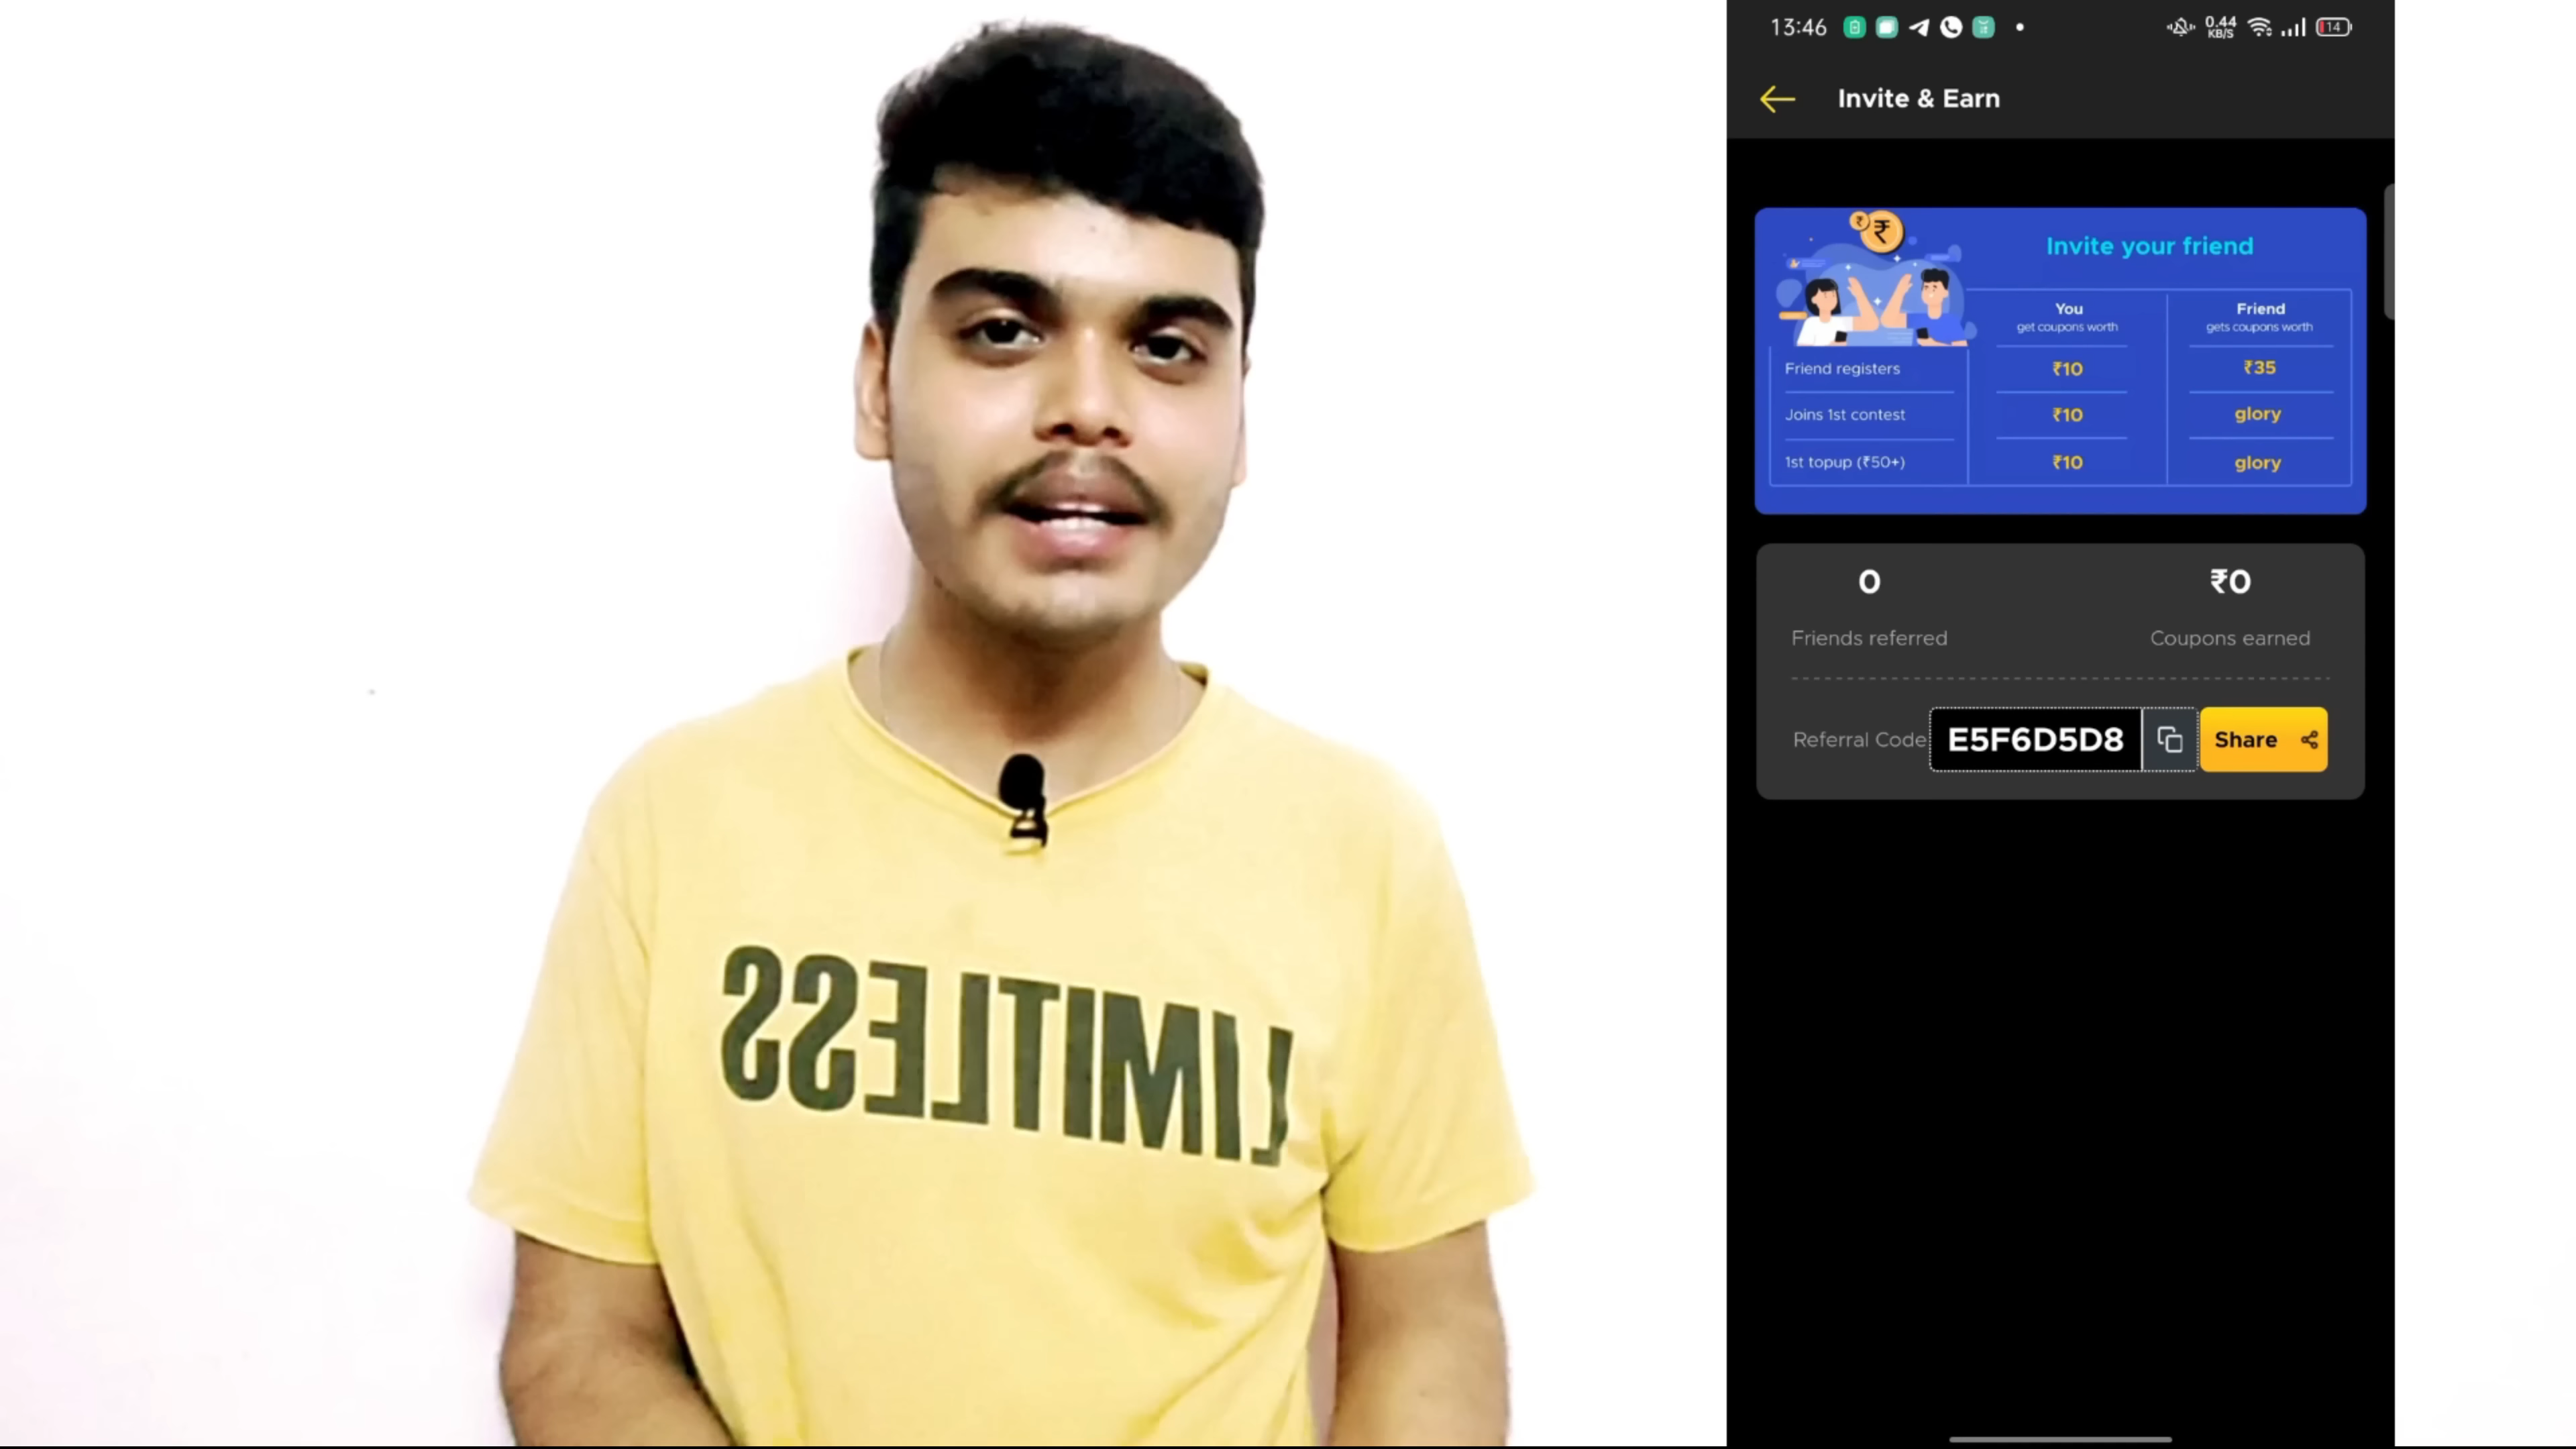 LIMITLESS
13:46
0.44
KB/S
14
Invite & Earn
Invite your friend
You
get coupons worth
Friend
gets coupons worth
Friend registers
₹10
₹35
Joins 1st contest
₹10
glory
1st topup (₹50+)
₹10
glory
0
₹0
Friends referred
Coupons earned
Referral Code
E5F6D5D8
Share